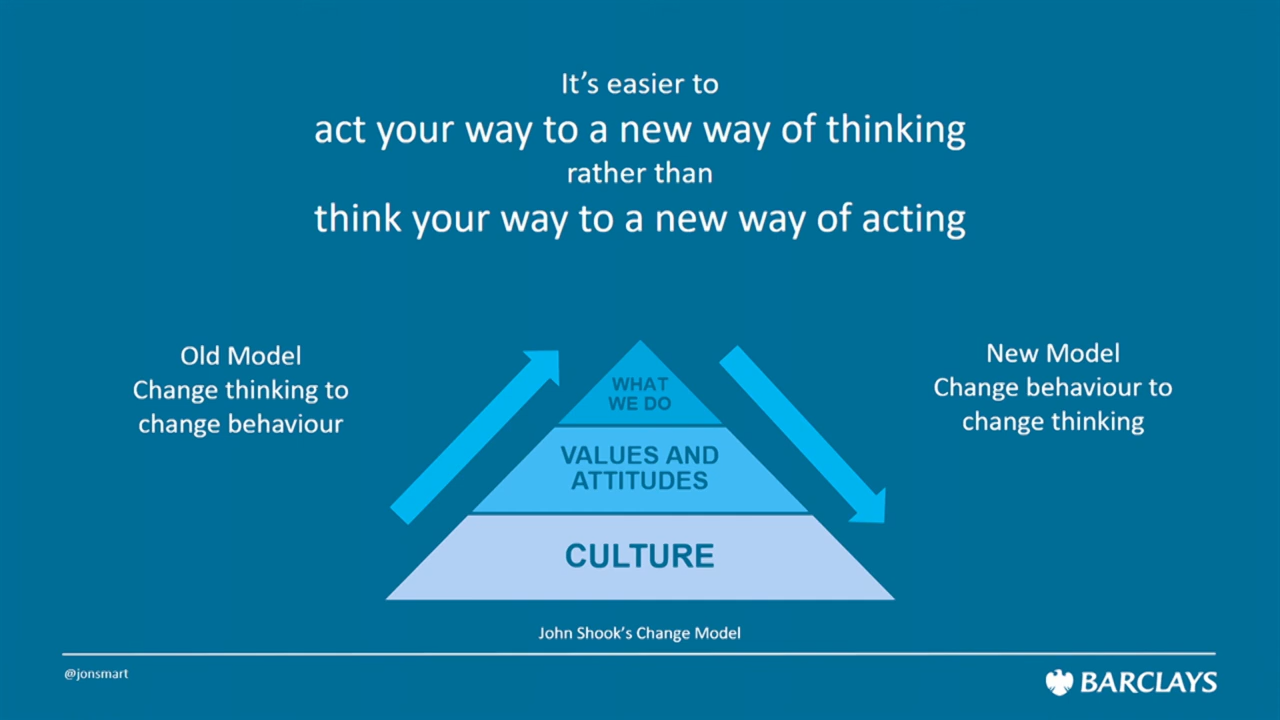 It's easier to
act your way to a new way of thinking
rather than
think your way to a new way of acting
Old Model
Change thinking to
change behaviour
WHAT
WE DO
VALUES AND
ATTITUDES
CULTURE
New Model
Change behaviour to
change thinking
John Shook's Change Model
@jonsmart
BARCLAYS